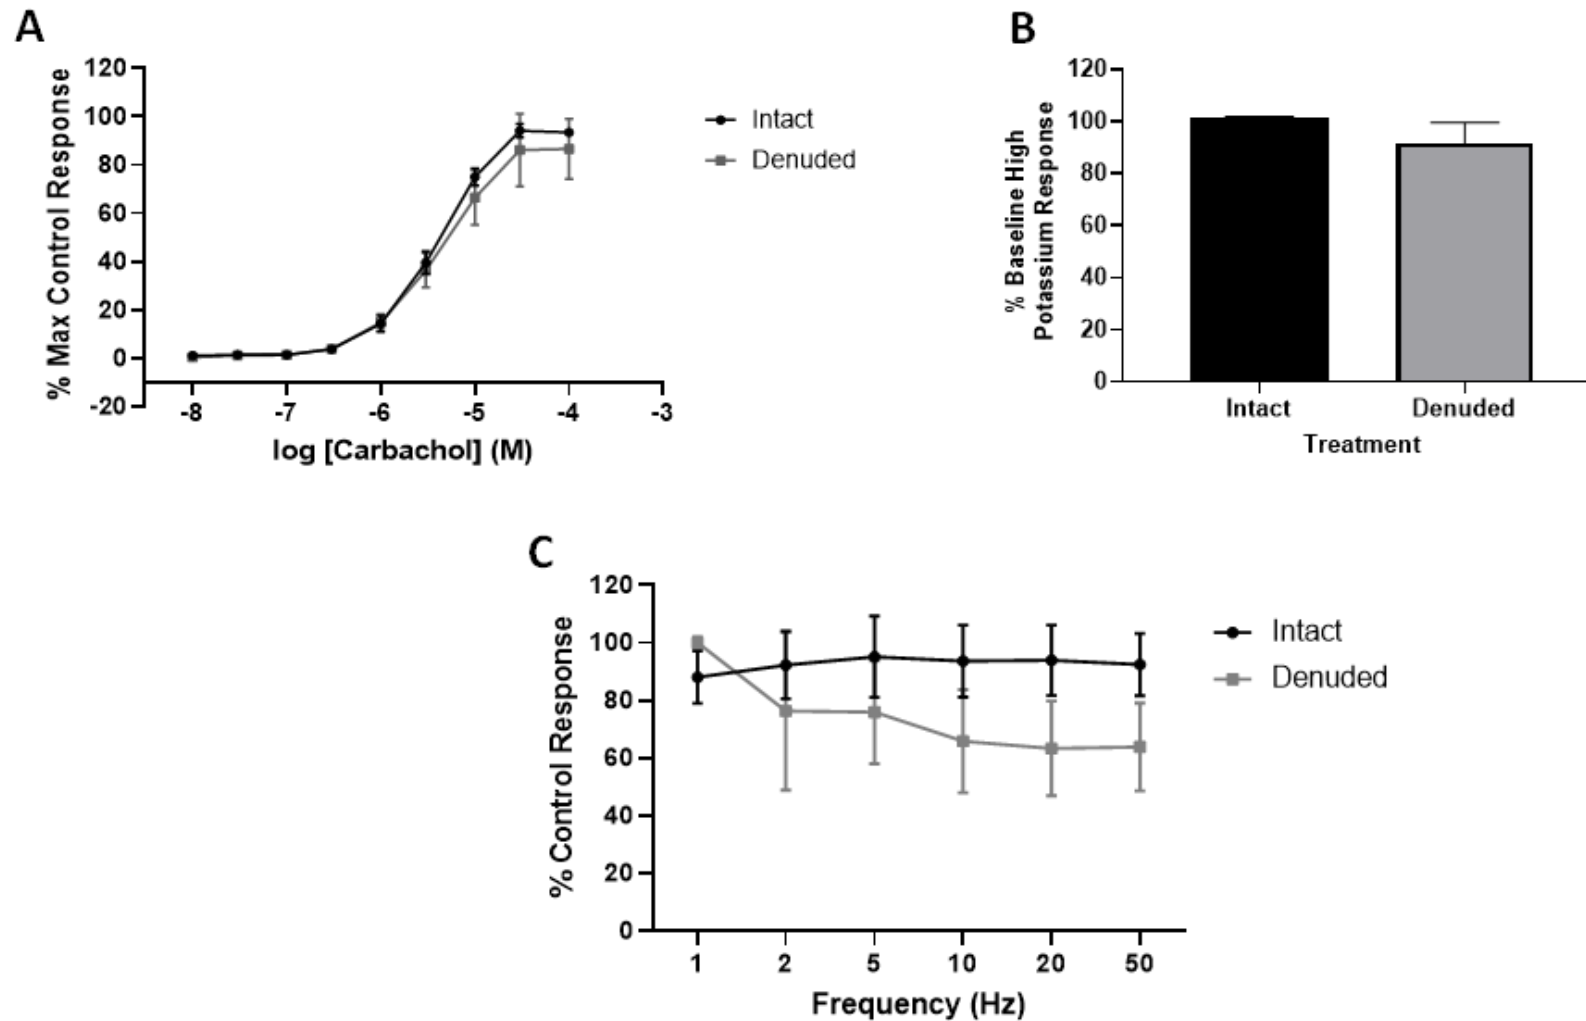 A
% Max Control Response
120
100
80
60
40
20
0
-20
-8 -7 -6 -5 -4 -3
log [Carbachol] (M)
Intact
Denuded
B
% Baseline High
Potassium Response
120
100
80
60
40
20
0
Intact Denuded
Treatment
C
% Control Response
120
100
80
60
40
20
0
1 2 5 10 20 50
Frequency (Hz)
Intact
Denuded